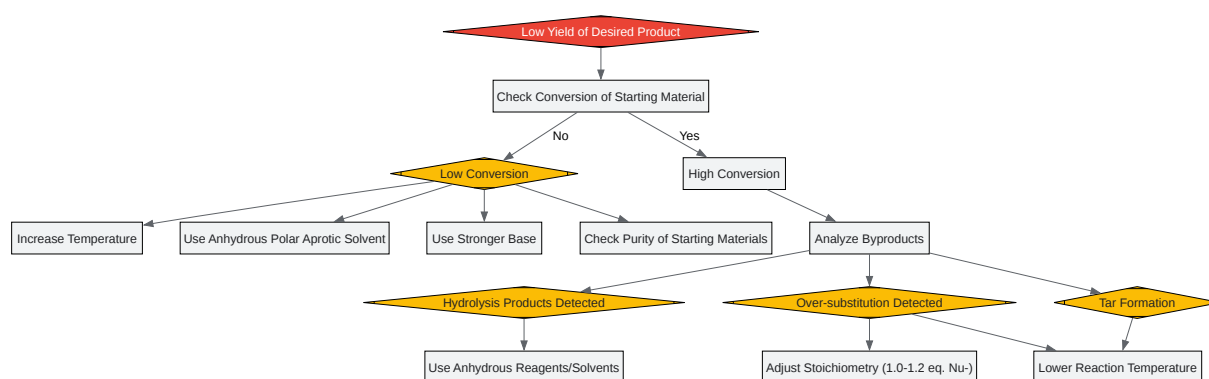 Low Yield of Desired Product
Check Conversion of Starting Material
No
Yes
Low Conversion
High Conversion
Increase Temperature
Use Anhydrous Polar Aprotic Solvent
Use Stronger Base
Check Purity of Starting Materials
Analyze Byproducts
Hydrolysis Products Detected
Over-substitution Detected
Tar Formation
Use Anhydrous Reagents/Solvents
Adjust Stoichiometry (1.0-1.2 eq. Nu-)
Lower Reaction Temperature